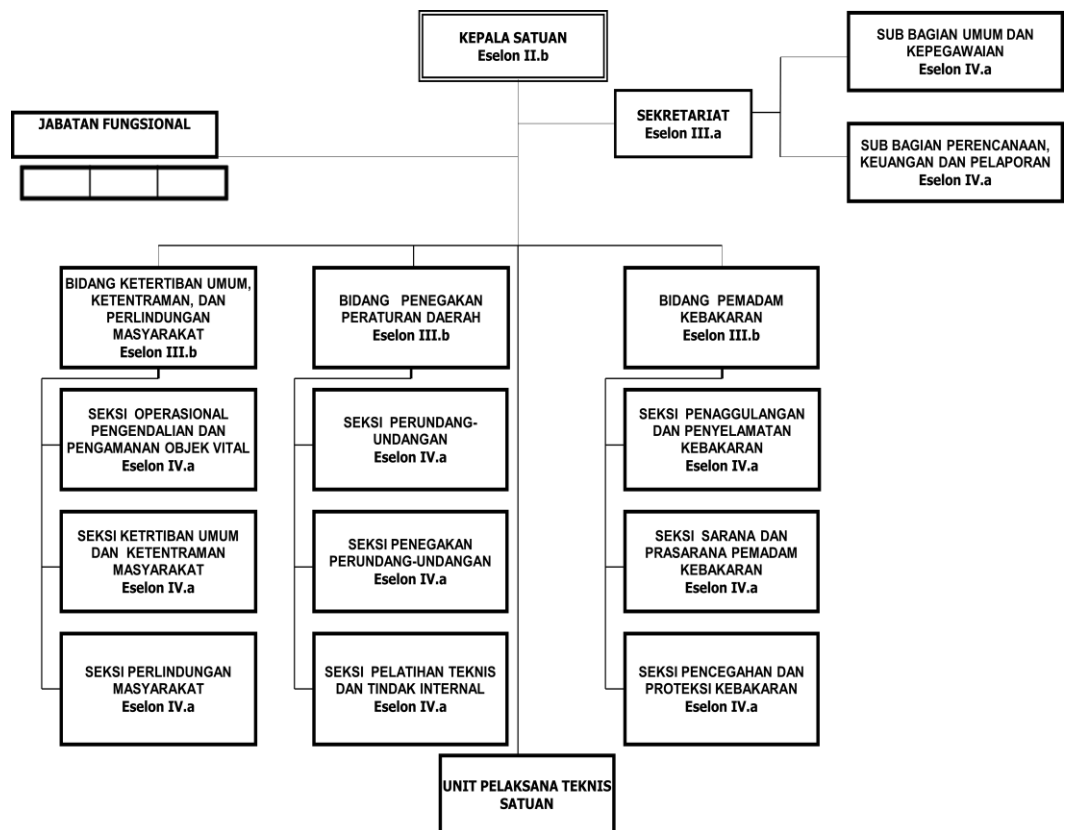 KEPALA SATUAN
Eselon II.b
SUB BAGIAN UMUM DAN
KEPEGAWAIAN
Eselon IV.a
SEKRETARIAT
Eselon III.a
JABATAN FUNGSIONAL
SUB BAGIAN PERENCANAAN,
KEUANGAN DAN PELAPORAN
Eselon IV.a
BIDANG KETERTIBAN UMUM,
KETENTRAMAN, DAN
PERLINDUNGAN
MASYARAKAT
Eselon III.b
BIDANG PENEGAKAN
PERATURAN DAERAH
Eselon III.b
BIDANG PEMADAM
KEBAKARAN
Eselon III.b
SEKSI OPERASIONAL
PENGENDALIAN DAN
PENGAMANAN OBJEK VITAL
Eselon IV.a
SEKSI PERUNDANG-
UNDANGAN
Eselon IV.a
SEKSI PENAGGULANGAN
DAN PENYELAMATAN
KEBAKARAN
Eselon IV.a
SEKSI KETRTIBAN UMUM
DAN KETENTRAMAN
MASYARAKAT
Eselon IV.a
SEKSI PENEGAKAN
PERUNDANG-UNDANGAN
Eselon IV.a
SEKSI SARANA DAN
PRASARANA PEMADAM
KEBAKARAN
Eselon IV.a
SEKSI PERLINDUNGAN
MASYARAKAT
Eselon IV.a
SEKSI PELATIHAN TEKNIS
DAN TINDAK INTERNAL
Eselon IV.a
SEKSI PENCEGAHAN DAN
PROTEKSI KEBAKARAN
Eselon IV.a
UNIT PELAKSANA TEKNIS
SATUAN